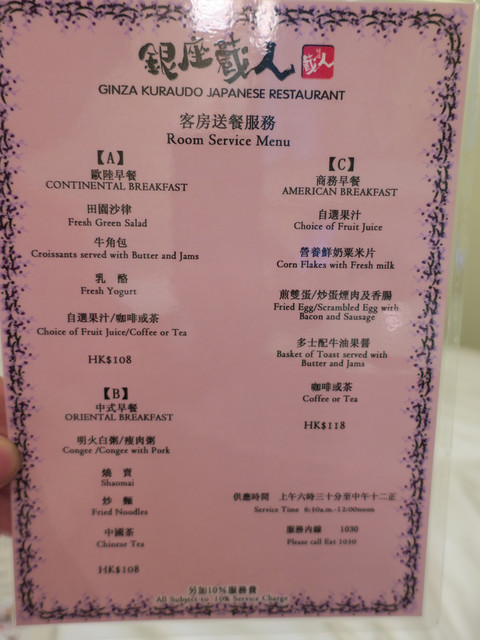 銀座蔵人
GINZA KURAUDO JAPANESE RESTAURANT
客房送餐服務
Room Service Menu
【A】
歐陸早餐
CONTINENTAL BREAKFAST
田園沙律
Fresh Green Salad
牛角包
Croissants served with Butter and Jams
乳 酪
Fresh Yogurt
自選果汁/咖啡或茶
Choice of Fruit Juice/Coffee or Tea
HK$108
【B】
中式早餐
ORIENTAL BREAKFAST
明火白粥/瘦肉粥
Congee /Congee with Pork
燒 賣
Shaomai
炒 麵
Fried Noodles
中國茶
Chinese Tea
HK$108
【C】
商務早餐
AMERICAN BREAKFAST
自選果汁
Choice of Fruit Juice
營養鮮奶粟米片
Corn Flakes with Fresh milk
煎雙蛋/炒蛋煙肉及香腸
Fried Egg/Scrambled Egg with
Bacon and Sausage
多士配牛油果醬
Basket of Toast served with
Butter and Jams
咖啡或茶
Coffee or Tea
HK$118
供應時間 上午六時三十分至中午十二正
Service Time 6:30a.m.-12:00noon
服務內線 1030
Please call Ext 1030
另加10%服務費
All Subject to 10% Service Charge